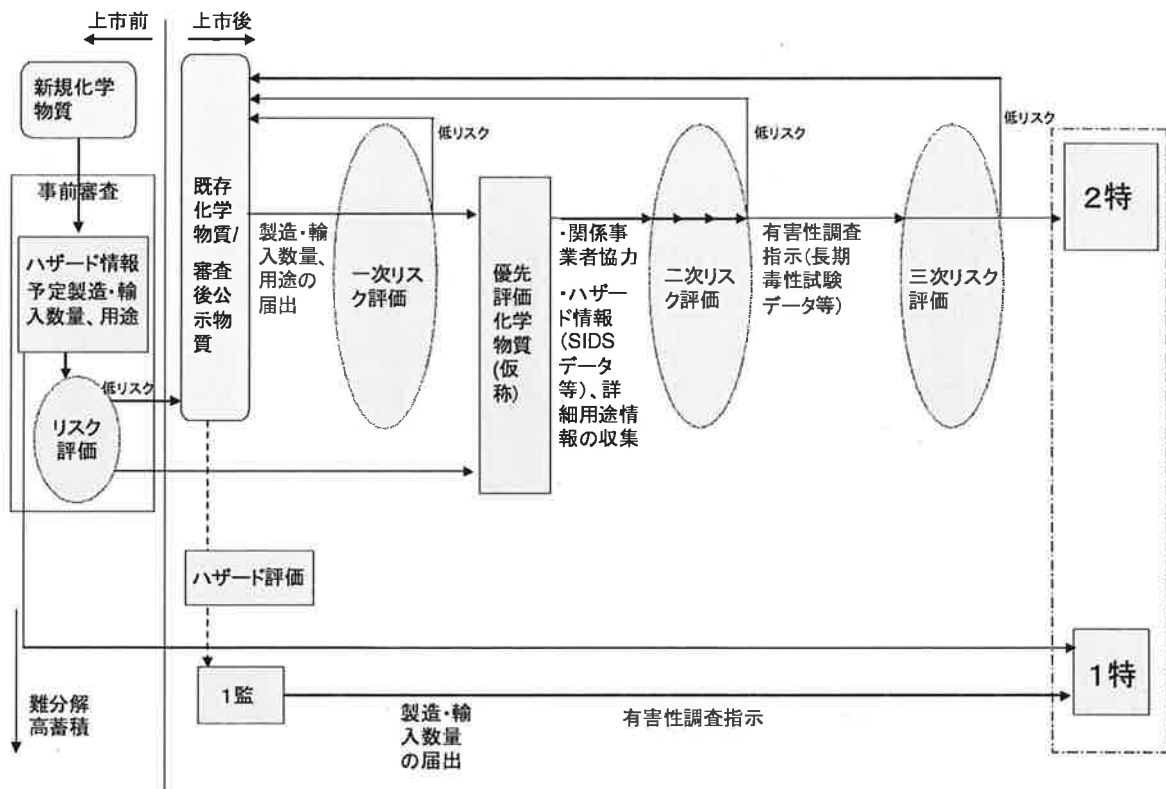 上市前
上市後
新規化学
物質
事前審査
ハザード情報
予定製造・輸
入数量、用途
低リスク
リスク
評価
既存
化学
物質/
審査
後公
示物
質
製造・輸
入数量、
用途の
届出
低リスク
一次リス
ク評価
優先
評価
化学
物質
(仮
称)
・関係事
業者協力
・ハザー
ド情報
(SIDS
データ
等)、詳
細用途情
報の収集
低リスク
二次リス
ク評価
有害性調査
指示(長期
毒性試験
データ等)
低リスク
三次リスク
評価
2特
ハザード評価
難分解
高蓄積
1監
製造・輸
入数量
の届出
有害性調査指示
1特